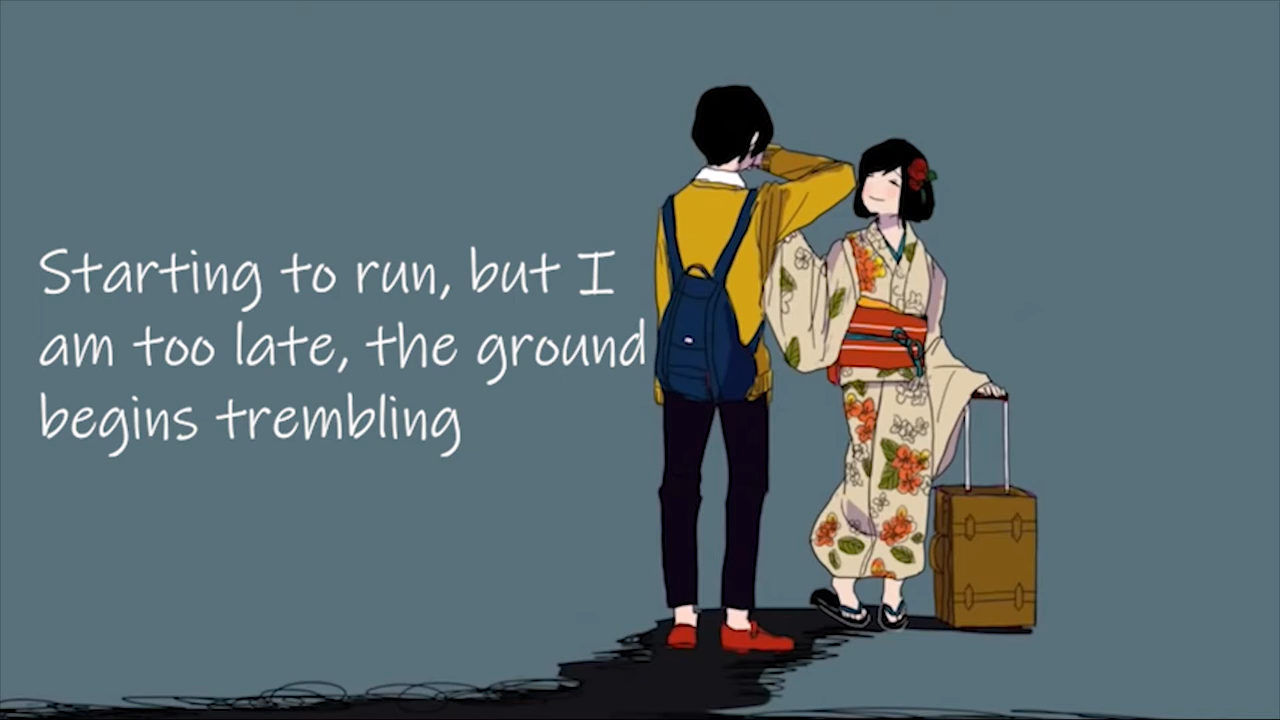 Starting to run, but I
am too late, the ground
begins trembling